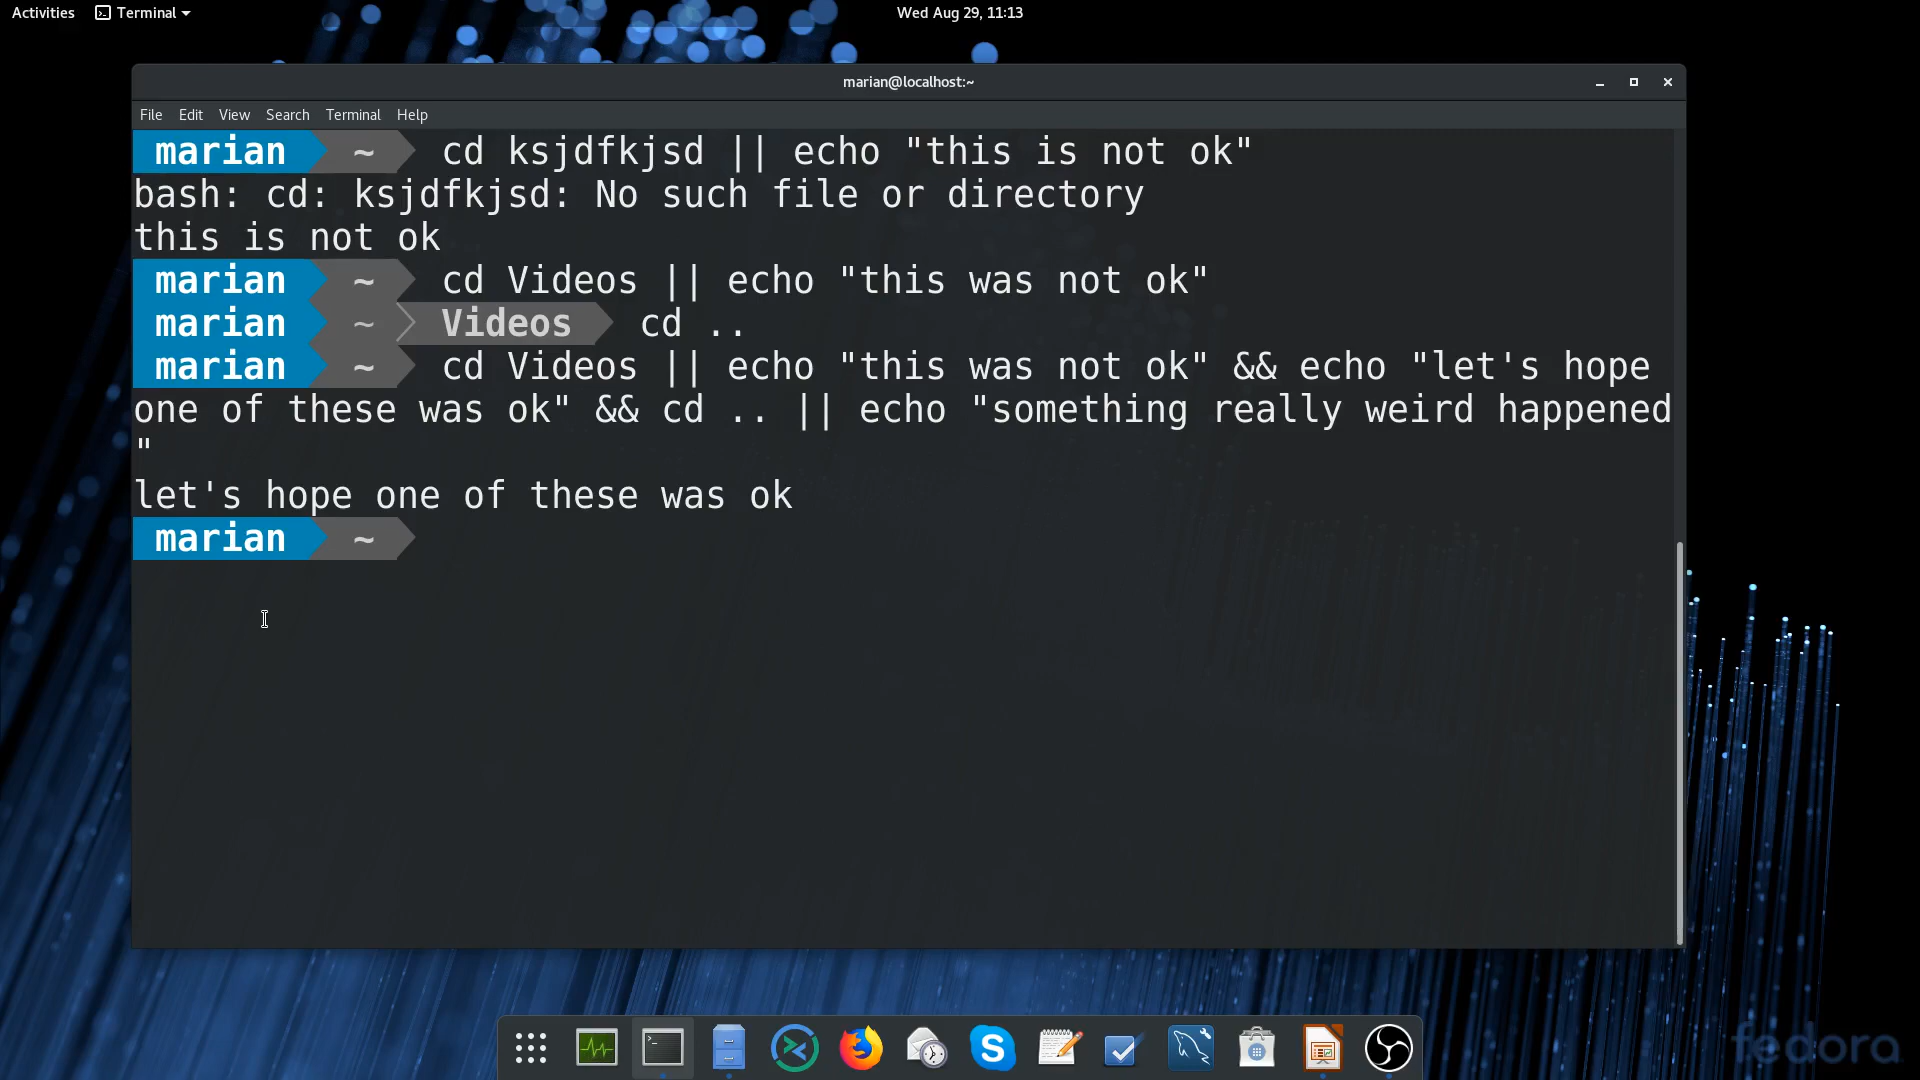 Activities Terminal Wed Aug 29, 11:13
marian@localhost:~
File Edit View Search Terminal Help
marian ~ cd ksjdfkjsd || echo "this is not ok"
bash: cd: ksjdfkjsd: No such file or directory
this is not ok
marian ~ cd Videos || echo "this was not ok"
marian ~ Videos cd ..
marian ~ cd Videos || echo "this was not ok" && echo "let's hope
one of these was ok" && cd .. || echo "something really weird happened
"
let's hope one of these was ok
marian ~
fedora